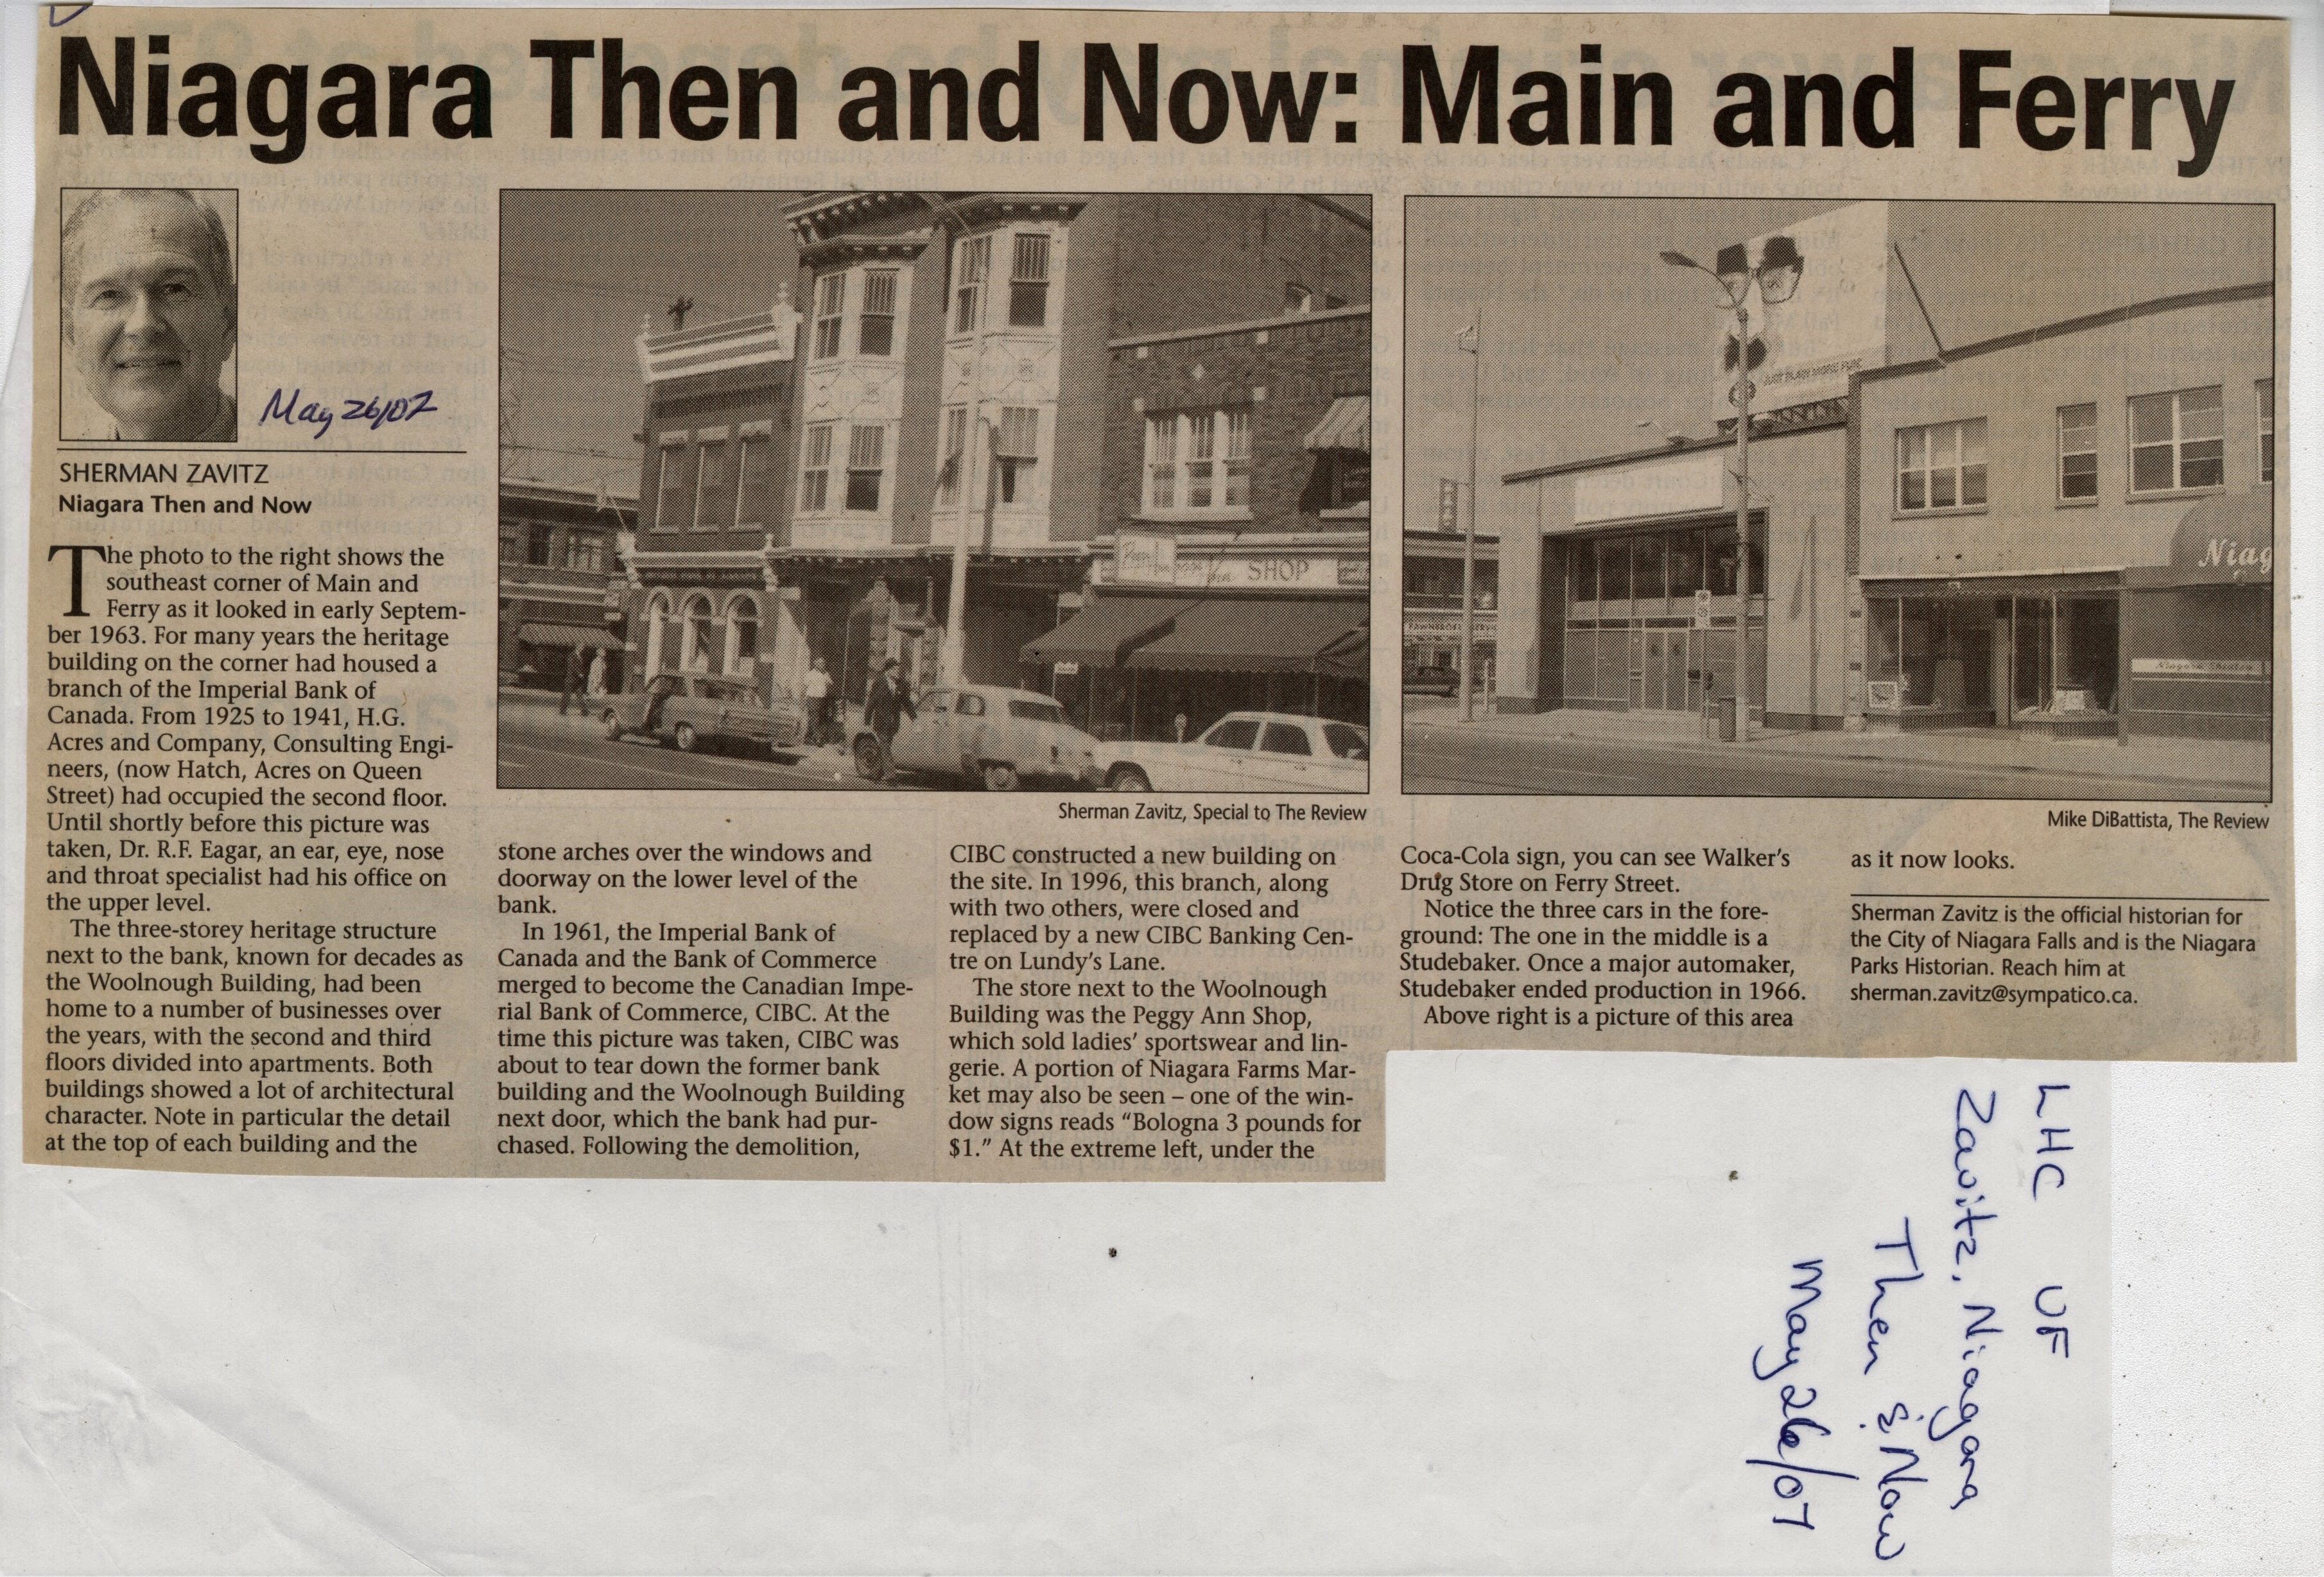 Niagara Then and Now: Main and Ferry
May 26/07
SHERMAN ZAVITZ
Niagara Then and Now
The photo to the right shows the
southeast corner of Main and
Ferry as it looked in early Septem-
ber 1963. For many years the heritage
building on the corner had housed a
branch of the Imperial Bank of
Canada. From 1925 to 1941, H.G.
Acres and Company, Consulting Engi-
neers, (now Hatch, Acres on Queen
Street) had occupied the second floor.
Until shortly before this picture was
taken, Dr. R.F. Eagar, an ear, eye, nose
and throat specialist had his office on
the upper level.
The three-storey heritage structure
next to the bank, known for decades as
the Woolnough Building, had been
home to a number of businesses over
the years, with the second and third
floors divided into apartments. Both
buildings showed a lot of architectural
character. Note in particular the detail
at the top of each building and the
SHOP
Sherman Zavitz, Special to The Review
stone arches over the windows and
doorway on the lower level of the
bank.
In 1961, the Imperial Bank of
Canada and the Bank of Commerce
merged to become the Canadian Impe-
rial Bank of Commerce, CIBC. At the
time this picture was taken, CIBC was
about to tear down the former bank
building and the Woolnough Building
next door, which the bank had pur-
chased. Following the demolition,
CIBC constructed a new building on
the site. In 1996, this branch, along
with two others, were closed and
replaced by a new CIBC Banking Cen-
tre on Lundy's Lane.
The store next to the Woolnough
Building was the Peggy Ann Shop,
which sold ladies' sportswear and lin-
gerie. A portion of Niagara Farms Mar-
ket may also be seen – one of the win-
dow signs reads “Bologna 3 pounds for
$1.” At the extreme left, under the
JUST PLAIN MORE FUN!
Niag
Mike DiBattista, The Review
Coca-Cola sign, you can see Walker's
Drug Store on Ferry Street.
Notice the three cars in the fore-
ground: The one in the middle is a
Studebaker. Once a major automaker,
Studebaker ended production in 1966.
Above right is a picture of this area
as it now looks.
Sherman Zavitz is the official historian for
the City of Niagara Falls and is the Niagara
Parks Historian. Reach him at
sherman.zavitz@sympatico.ca.
LHC VF
Zavitz, Niagara
Then & Now
May 26/07